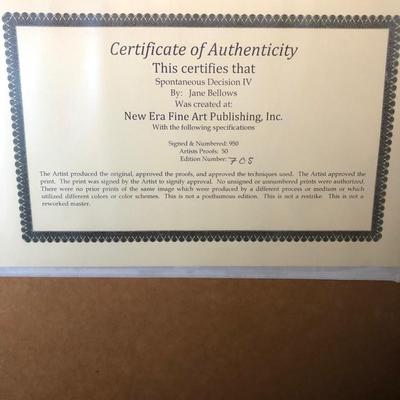 Certificate of Authenticity
This certifies that
Spontaneous Decision IV
By: Jane Bellows
Was created at:
New Era Fine Art Publishing, Inc.
With the following specifications
Signed & Numbered: 950
Artists Proofs: 50
Edition Number: 705
The Artist produced the original, approved the proofs, and approved the techniques used. The Artist approved the
print. The print was signed by the Artist to signify approval. No unsigned or unnumbered prints were authorized.
There were no prior prints of the same image which were produced by a different process or medium or which
utilized different colors or color schemes. This is not a posthumous edition. This is not a restrike. This is not a
reworked master.